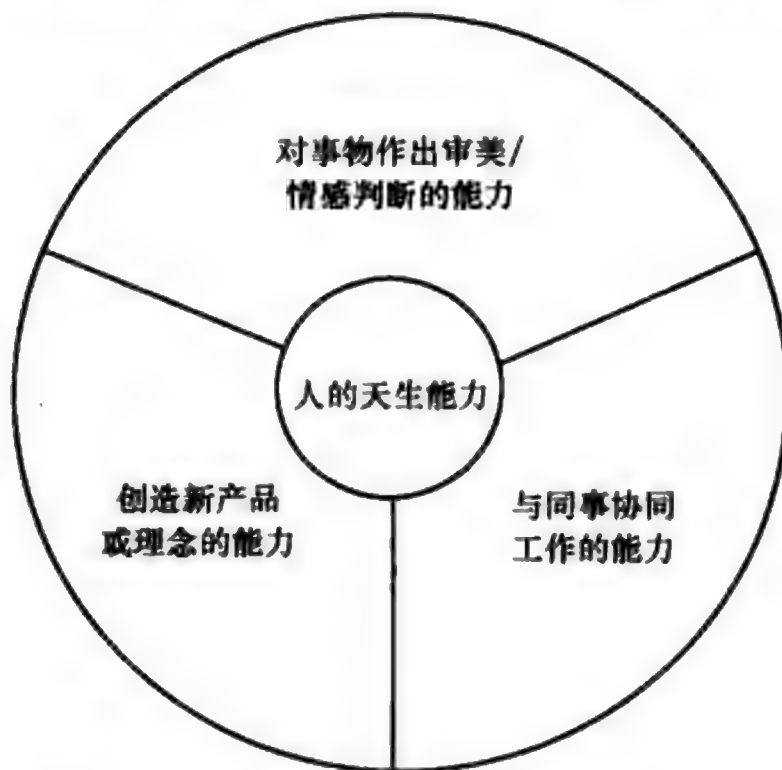 对事物作出审美/
情感判断的能力
人的天生能力
创造新产品
或理念的能力
与同事协同
工作的能力